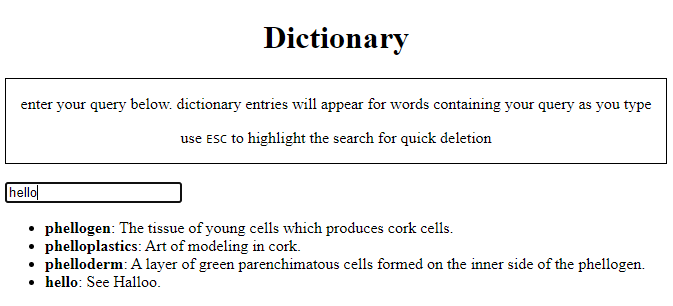 Dictionary
enter your query below. dictionary entries will appear for words containing your query as you type
use ESC to highlight the search for quick deletion
hello
• phellogen: The tissue of young cells which produces cork cells.
• phelloplastics: Art of modeling in cork.
• phelloderm: A layer of green parenchimatous cells formed on the inner side of the phellogen.
• hello: See Halloo.